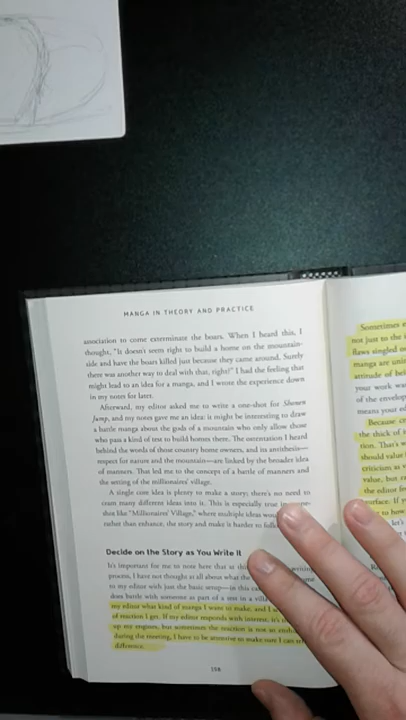 MANGA IN THEORY AND PRACTICE
association to come exterminate the boars. When I heard this, I
thought, "It doesn't seem right to build a home on the mountain-
side and have the boars killed just because they came around. Surely
there was another way to deal with that, right?" I had the feeling that
might lead to an idea for a manga, and I wrote the experience down
in my notes for later.
Afterward, my editor asked me to write a one-shot for Shonen
Jump, and my notes gave me an idea: it might be interesting to draw
a battle manga about the gods of a mountain who only allow those
who pass a kind of test to build homes there. The ostentation I heard
behind the words of those country home owners, and its antithesis—
respect for nature and the mountain—are linked by the broader idea
of manners. That led me to the concept of a battle of manners and
the setting of the millionaires' village.
A single core idea is plenty to make a story; there's no need to
cram many different ideas into it. This is especially true in
shot like "Millionaires' Village," where multiple ideas
rather than enhance, the story and make it harder to
Decide on the Story as You Write It
It's important for me to note here that at this writing
process, I have not thought at all about what the
to my editor with just the basic setup—in this
does battle with someone as part of a test in a
my editor what kind of manga I want to make, and I
of reaction I get. If my editor responds with interest, it's
up my engines, but sometimes the reaction is not so
during the meeting, I have to be attentive to make sure I can
difference.
156
Sometimes
not just to the
flaws singled
manga are
attitude of
your work
of the envelop
means your
Because
the thick of
tion. That's
should value
criticism as
value, but
the editor
surface. If
to how
let's